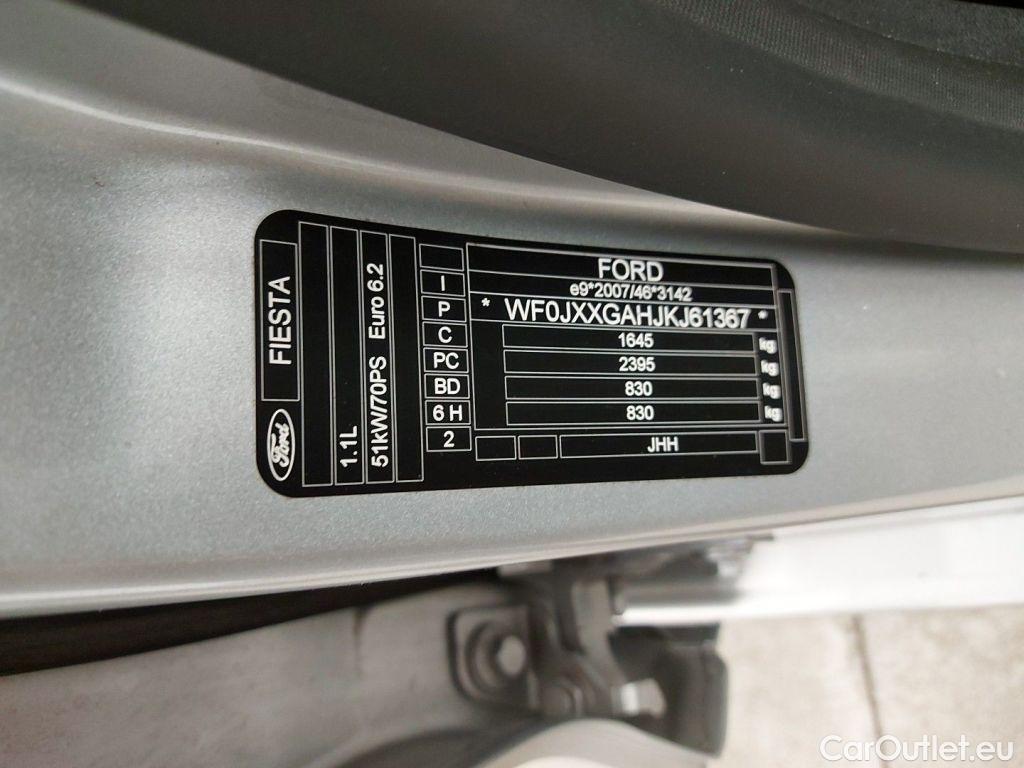 FORD
e9*2007/46*3142
* WF0JXXGAHJKJ61367 *
1645 kg
2395 kg
830 kg
830 kg
JHH
I
P
C
PC
BD
6 H
2
FIESTA
Ford
1.1L
51kW/70PS Euro 6.2
CarOutlet.eu